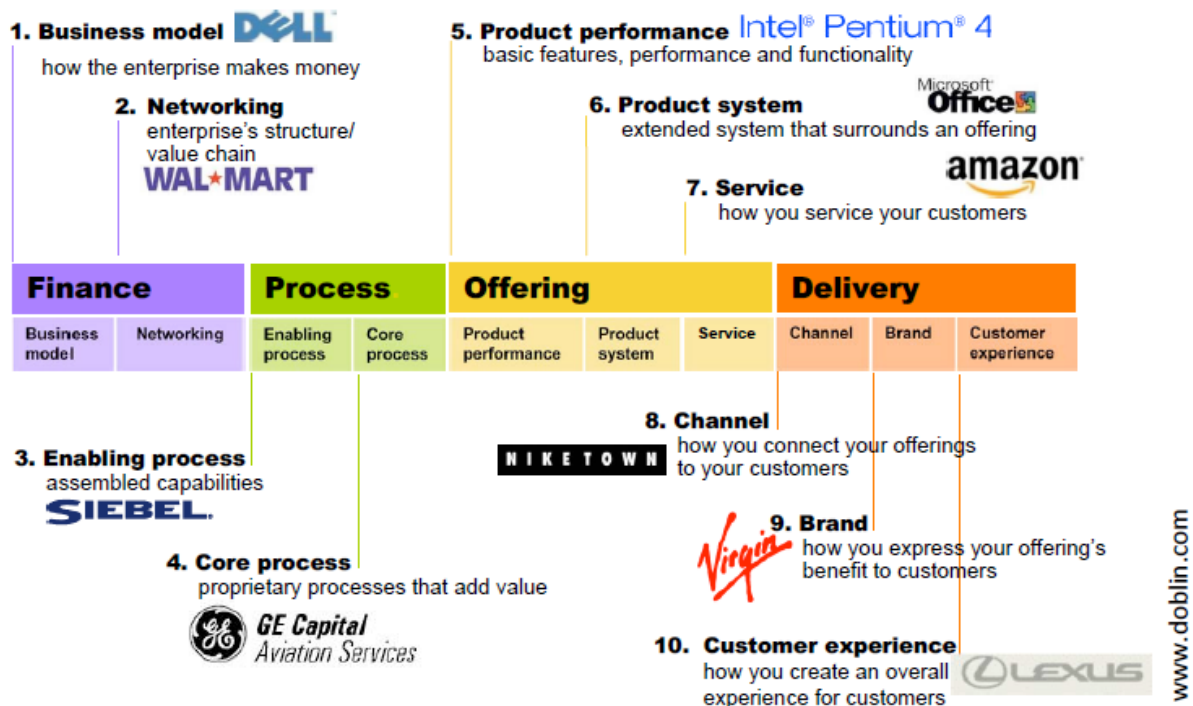 1. Business model DELL
how the enterprise makes money
2. Networking
enterprise's structure/
value chain
WAL★MART
5. Product performance Intel® Pentium® 4
basic features, performance and functionality
6. Product system
Microsoft®
Office
extended system that surrounds an offering
amazon
7. Service
how you service your customers
Finance
Process.
Offering
Delivery
Business
model
Networking
Enabling
process
Core
process
Product
performance
Product
system
Service
Channel
Brand
Customer
experience
3. Enabling process
assembled capabilities
SIEBEL.
4. Core process
proprietary processes that add value
GE
GE Capital
Aviation Services
8. Channel
NIKETOWN
how you connect your offerings
to your customers
Virgin
9. Brand
how you express your offering's
benefit to customers
10. Customer experience
how you create an overall
experience for customers
LEXUS
www.doblin.com